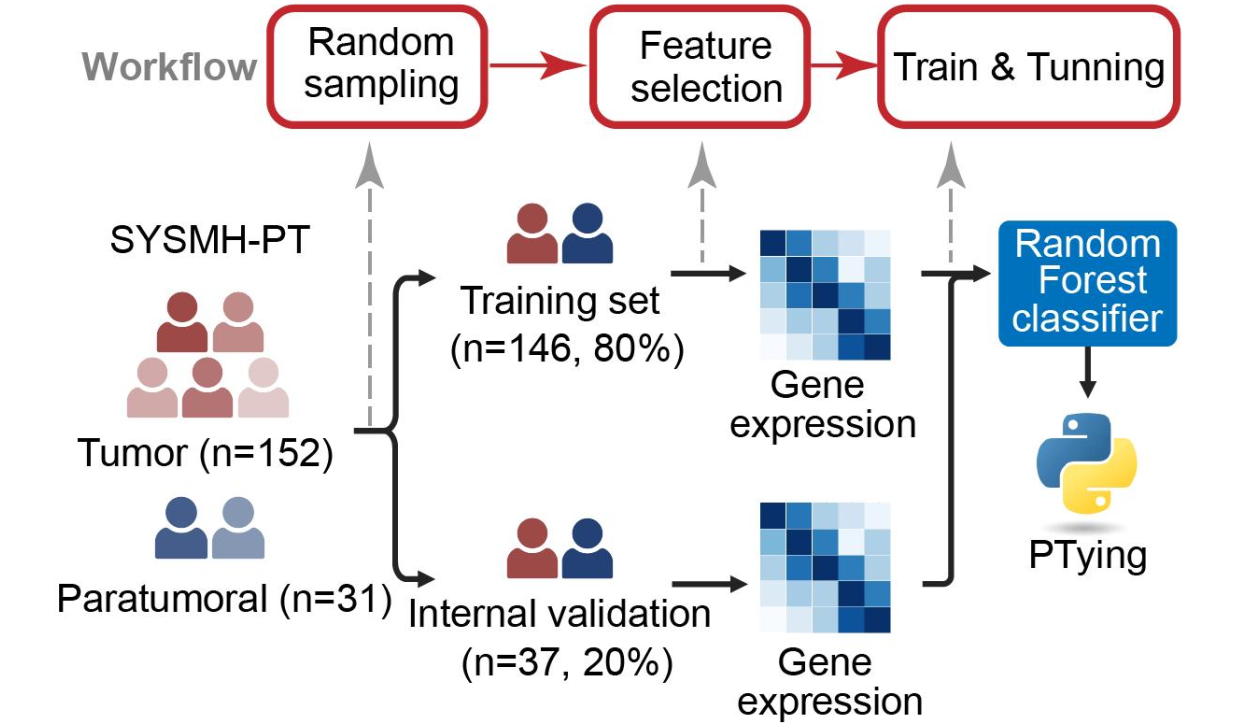 Workflow
Random
sampling
Feature
selection
Train & Tunning
SYSMH-PT
Tumor (n=152)
Paratumoral (n=31)
Training set
(n=146, 80%)
Gene
expression
Internal validation
(n=37, 20%)
Gene
expression
Random
Forest
classifier
PTying